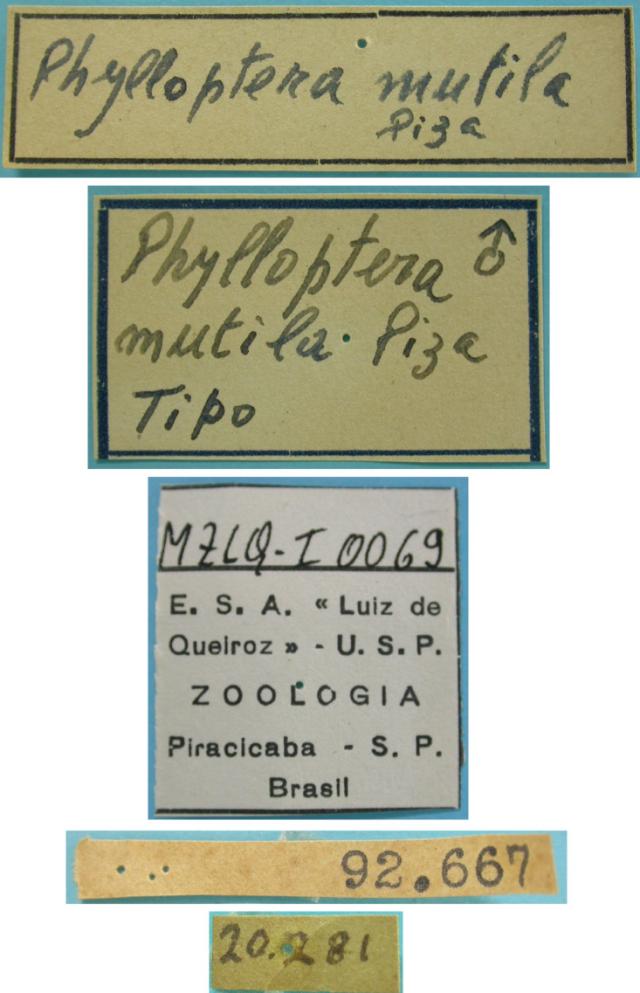 Phylloptera mutila
Piza
Phylloptera ♂
mutila. Piza
Tipo
MZLQ-I 0069
E. S. A. « Luiz de
Queiroz » - U. S. P.
ZOOLOGIA
Piracicaba - S. P.
Brasil
92.667
20.281